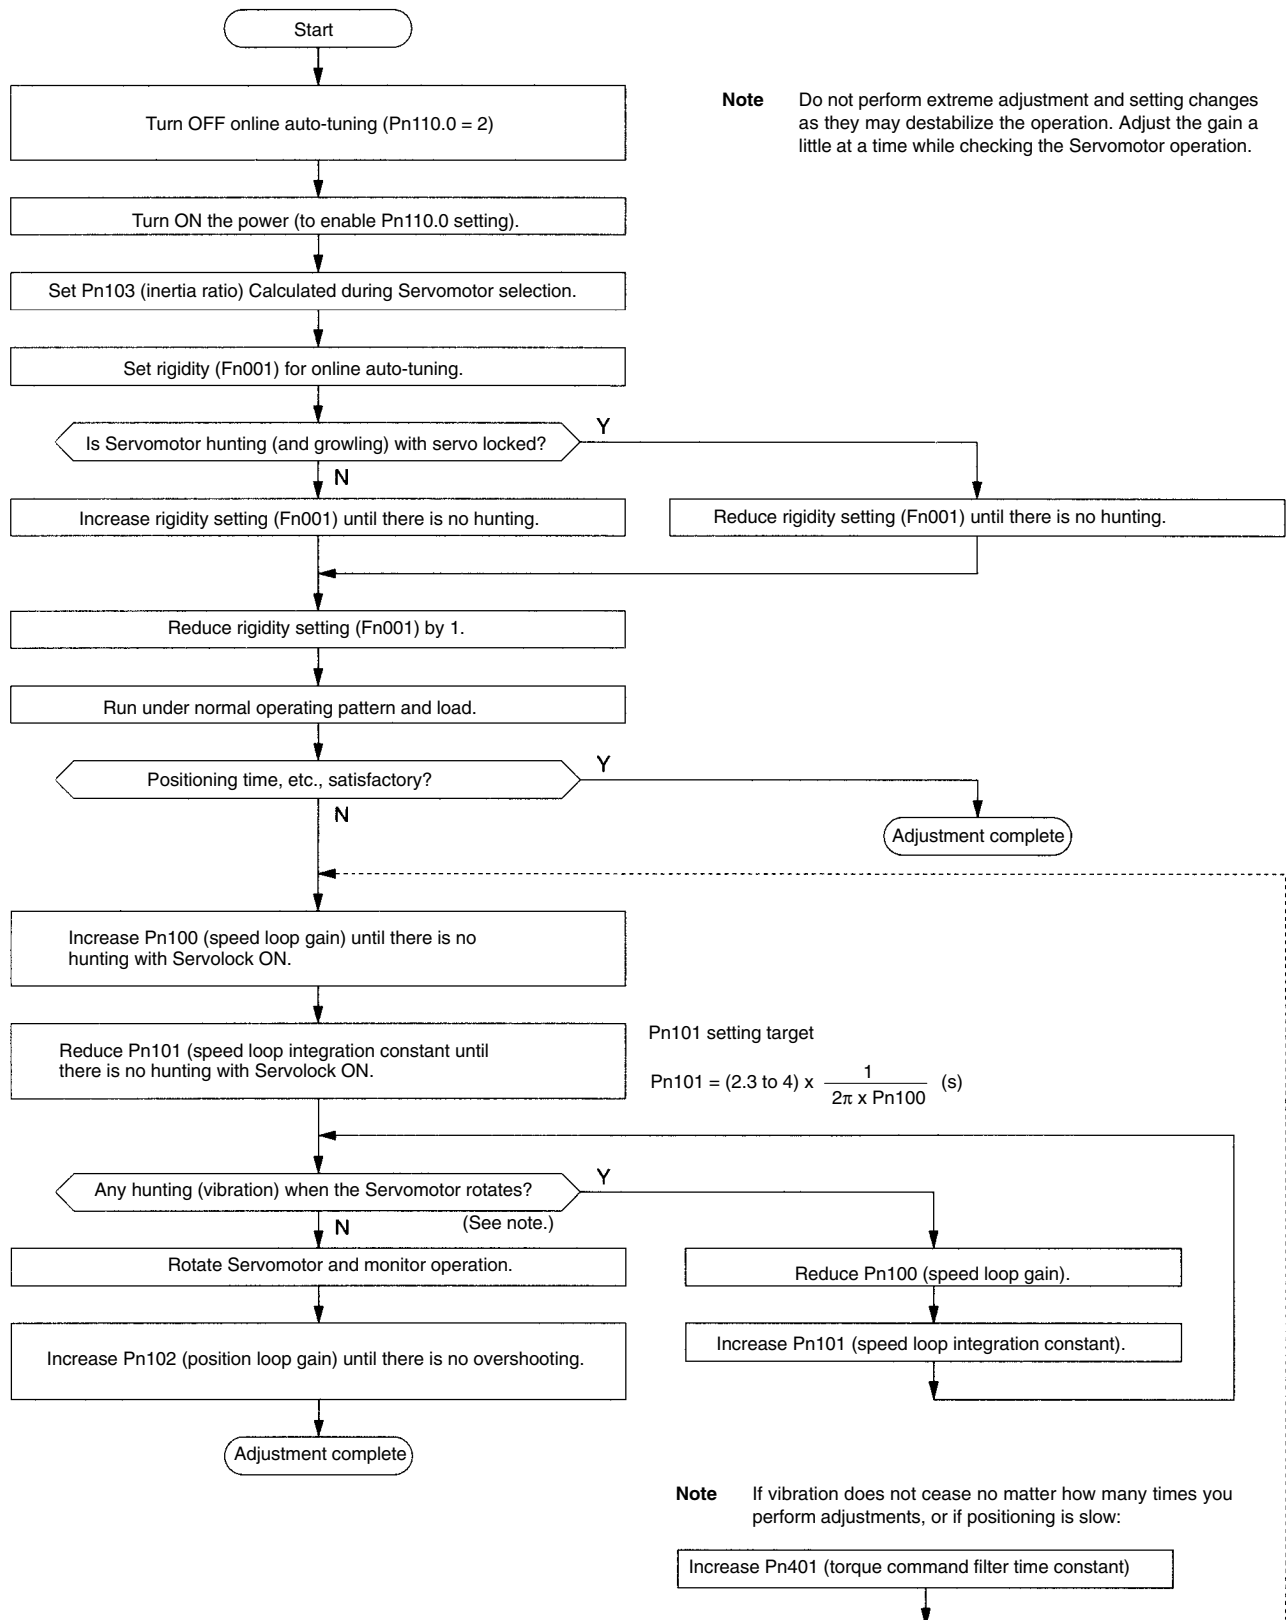 Start
Turn OFF online auto-tuning (Pn110.0 = 2)
Note Do not perform extreme adjustment and setting changes
as they may destabilize the operation. Adjust the gain a
little at a time while checking the Servomotor operation.
Turn ON the power (to enable Pn110.0 setting).
Set Pn103 (inertia ratio) Calculated during Servomotor selection.
Set rigidity (Fn001) for online auto-tuning.
Is Servomotor hunting (and growling) with servo locked?
Y
N
Increase rigidity setting (Fn001) until there is no hunting.
Reduce rigidity setting (Fn001) until there is no hunting.
Reduce rigidity setting (Fn001) by 1.
Run under normal operating pattern and load.
Positioning time, etc., satisfactory?
Y
N
Adjustment complete
Increase Pn100 (speed loop gain) until there is no
hunting with Servolock ON.
Reduce Pn101 (speed loop integration constant until
there is no hunting with Servolock ON.
Pn101 setting target
Pn101 = (2.3 to 4) x 1 / 2π x Pn100 (s)
Any hunting (vibration) when the Servomotor rotates?
Y
N
(See note.)
Rotate Servomotor and monitor operation.
Reduce Pn100 (speed loop gain).
Increase Pn101 (speed loop integration constant).
Increase Pn102 (position loop gain) until there is no overshooting.
Adjustment complete
Note If vibration does not cease no matter how many times you
perform adjustments, or if positioning is slow:
Increase Pn401 (torque command filter time constant)